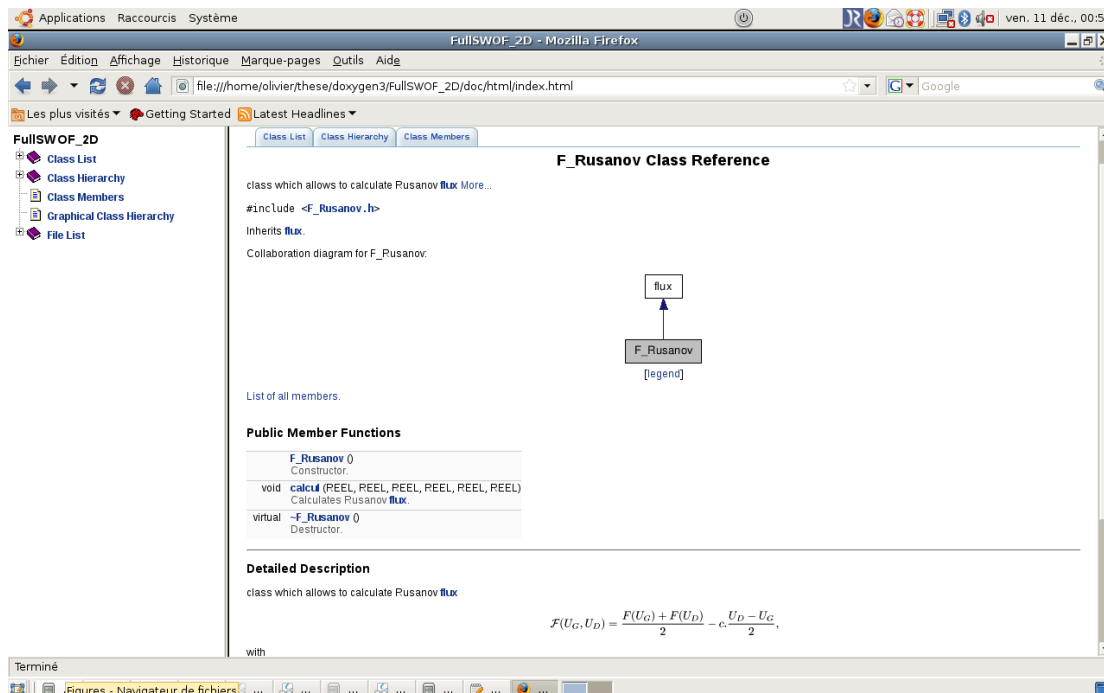 Applications Raccourcis Système ven. 11 déc., 00:5
FullSWOF_2D - Mozilla Firefox
Fichier Édition Affichage Historique Marque-pages Outils Aide
file:///home/olivier/these/doxygen3/FullSWOF_2D/doc/html/index.html
G Google
Les plus visités Getting Started Latest Headlines
FullSWOF_2D
Class List
Class Hierarchy
Class Members
Graphical Class Hierarchy
File List
Class List Class Hierarchy Class Members
F_Rusanov Class Reference
class which allows to calculate Rusanov flux More...
#include <F_Rusanov.h>
Inherits flux.
Collaboration diagram for F_Rusanov:
flux
F_Rusanov
[legend]
List of all members.
Public Member Functions
F_Rusanov ()
Constructor.
void calcul (REEL, REEL, REEL, REEL, REEL, REEL)
Calculates Rusanov flux.
virtual ~F_Rusanov ()
Destructor.
Detailed Description
class which allows to calculate Rusanov flux
F(U_G, U_D) = \frac{F(U_G) + F(U_D)}{2} - c.\frac{U_D - U_G}{2},
with
Terminé
Figures - Navigateur de fichiers ... ... ... ... ... ... ...